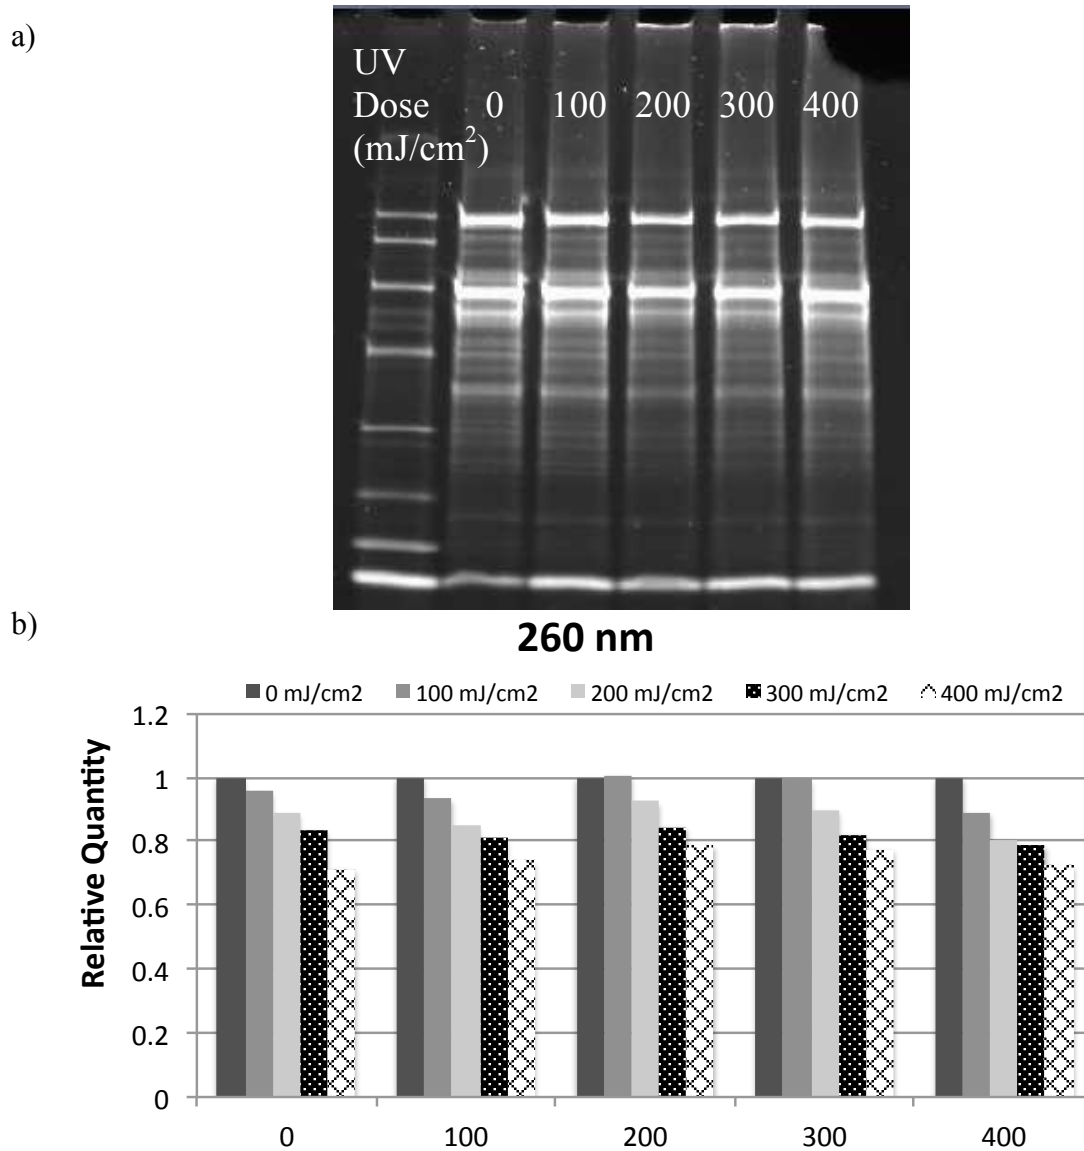 a)
UV
Dose 0 100 200 300 400
(mJ/cm2)
b)
260 nm
0 mJ/cm2 100 mJ/cm2 200 mJ/cm2 300 mJ/cm2 400 mJ/cm2
Relative Quantity
1.2
1
0.8
0.6
0.4
0.2
0
0 100 200 300 400